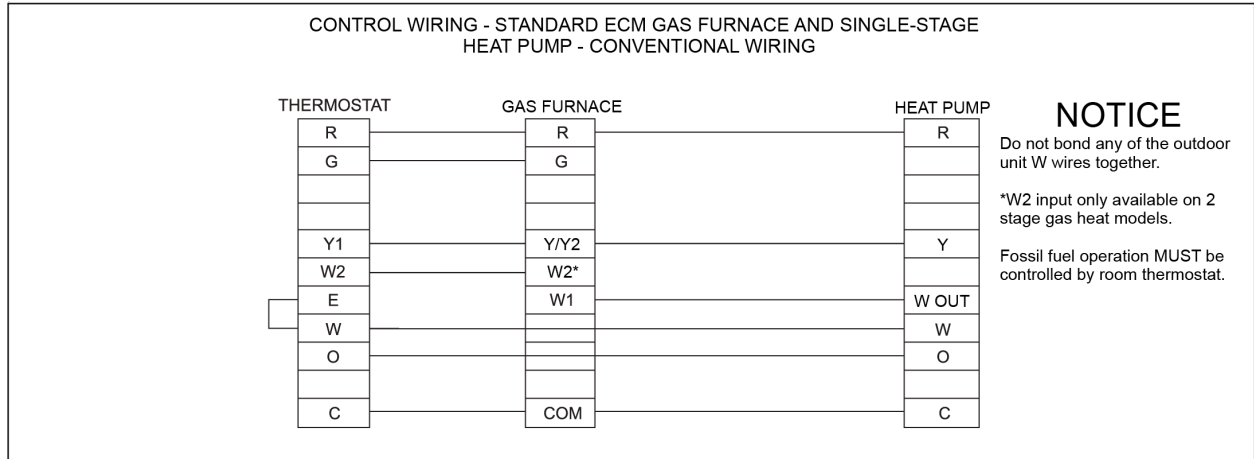 CONTROL WIRING - STANDARD ECM GAS FURNACE AND SINGLE-STAGE
HEAT PUMP - CONVENTIONAL WIRING
THERMOSTAT
R
G
Y1
W2
E
W
O
C
GAS FURNACE
R
G
Y/Y2
W2*
W1
COM
HEAT PUMP
R
Y
W OUT
W
O
C
NOTICE
Do not bond any of the outdoor
unit W wires together.
*W2 input only available on 2
stage gas heat models.
Fossil fuel operation MUST be
controlled by room thermostat.